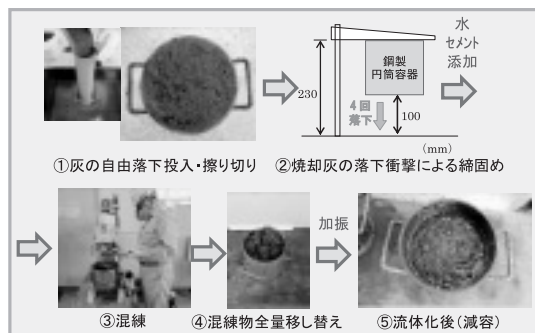 水
セメント
添加
鋼製
円筒容器
230
4回
落下
100
(mm)
①灰の自由落下投入・擦り切り
②焼却灰の落下衝撃による締固め
加振
③混練
④混練物全量移し替え
⑤流体化後(減容)